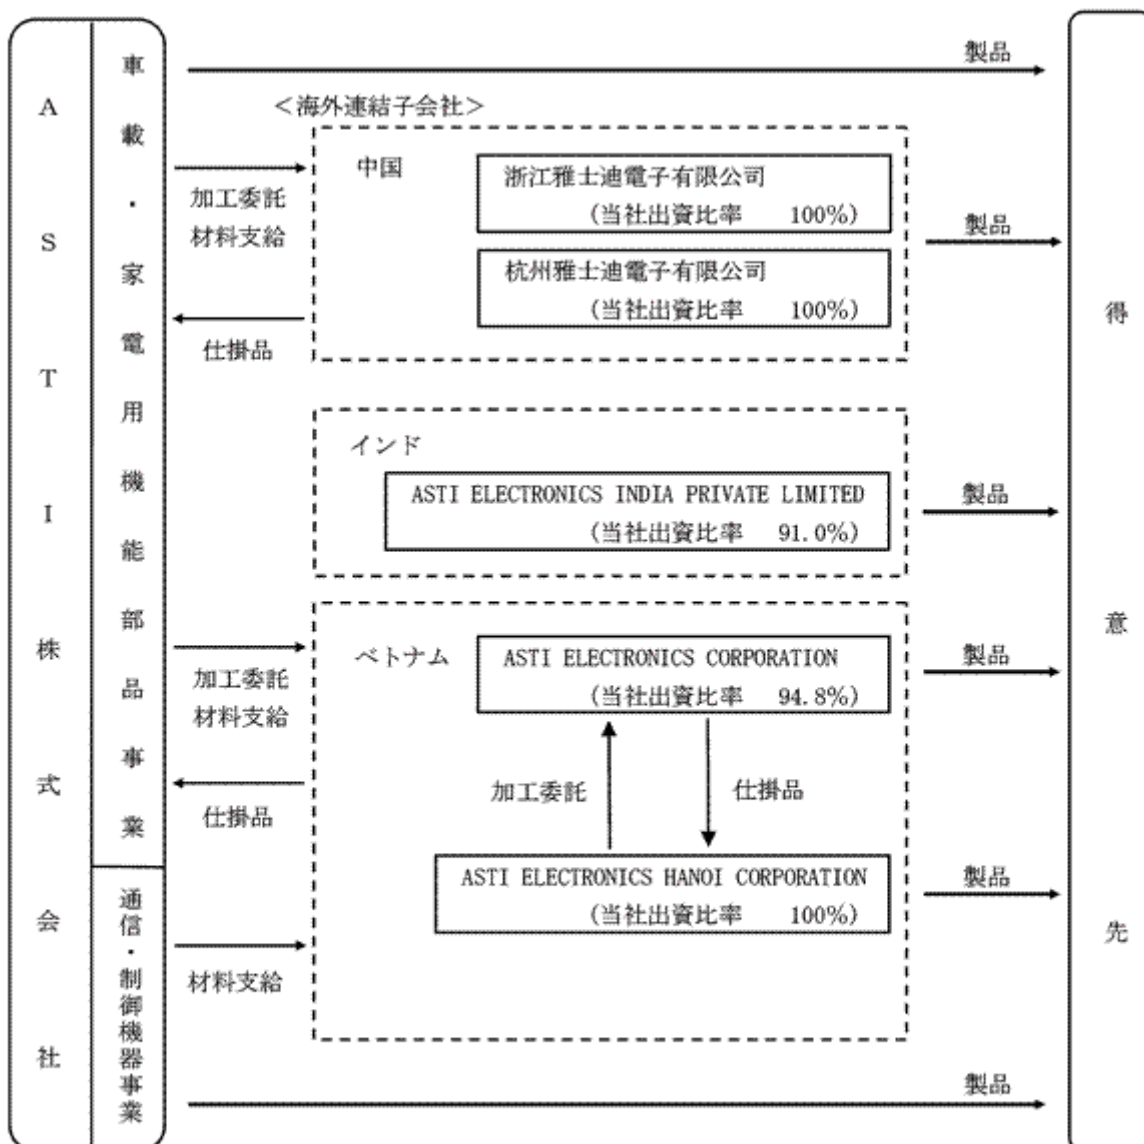 ASTI株式会社
車載・家電用機能部品事業
通信・制御機器事業
製品
＜海外連結子会社＞
加工委託
材料支給
仕掛品
中国
浙江雅士迪電子有限公司
(当社出資比率　100%)
杭州雅士迪電子有限公司
(当社出資比率　100%)
製品
インド
ASTI ELECTRONICS INDIA PRIVATE LIMITED
(当社出資比率　91.0%)
製品
加工委託
材料支給
仕掛品
ベトナム
ASTI ELECTRONICS CORPORATION
(当社出資比率　94.8%)
製品
加工委託
仕掛品
ASTI ELECTRONICS HANOI CORPORATION
(当社出資比率　100%)
製品
材料支給
製品
得意先